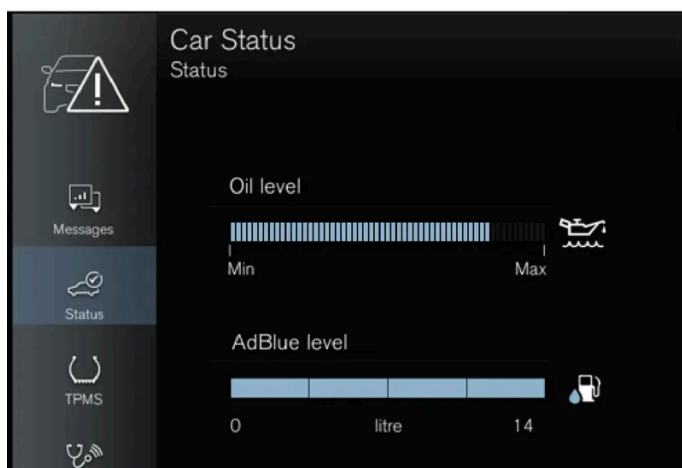 Car Status
Status
Messages
Status
TPMS
Oil level
Min Max
AdBlue level
0 litre 14